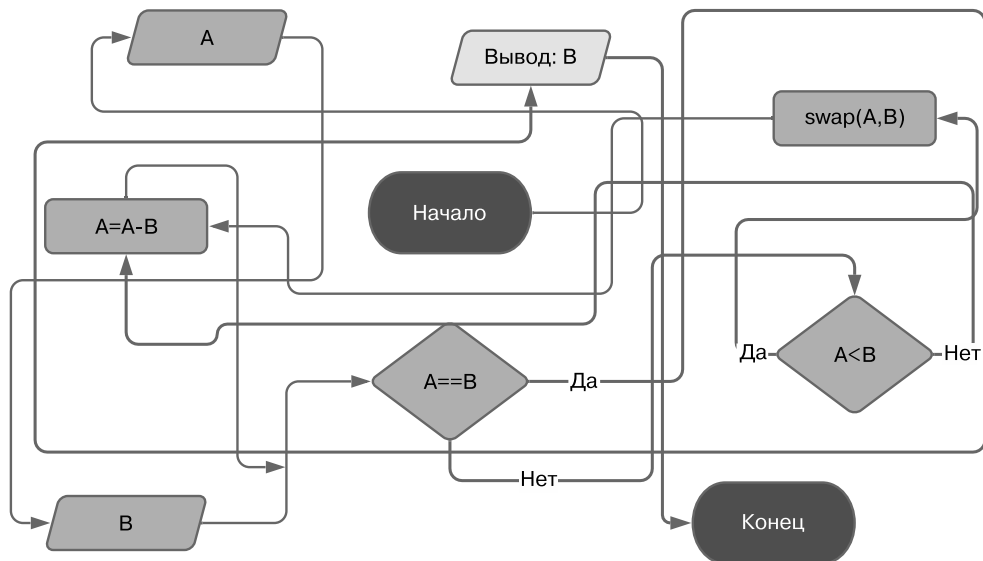 A
Вывод: B
swap(A,B)
A=A-B
Начало
A==B
Да
Да
A<B
Нет
Нет
B
Конец